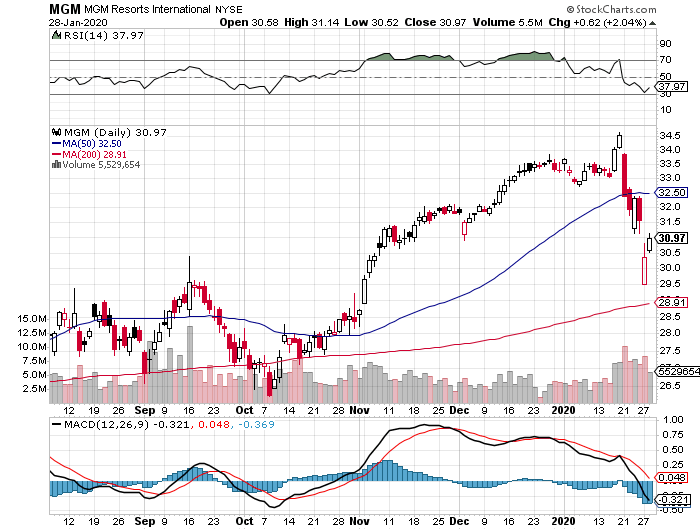 MGM MGM Resorts International NYSE © StockCharts.com
28-Jan-2020 Open 30.58 High 31.14 Low 30.52 Close 30.97 Volume 5.5M Chg +0.62 (+2.04%)
RSI(14) 37.97
90
70
50
37.97
30
10
MGM (Daily) 30.97
MA(50) 32.50
MA(200) 28.91
Volume 5,529,654
34.5
34.0
33.5
33.0
32.50
31.5
30.97
30.5
30.0
29.5
28.91
28.5
28.0
27.5
5529654
26.5
15.0M
12.5M
10.0M
7.5M
5.0M
2.5M
12 19 26 Sep 9 16 23 Oct 7 14 21 28 Nov 11 18 25 Dec 9 16 23 2020 13 21 27
MACD(12,26,9) -0.321, 0.048, -0.369
1.00
0.75
0.50
0.25
0.048
-0.321
12 19 26 Sep 9 16 23 Oct 7 14 21 28 Nov 11 18 25 Dec 9 16 23 2020 13 21 27